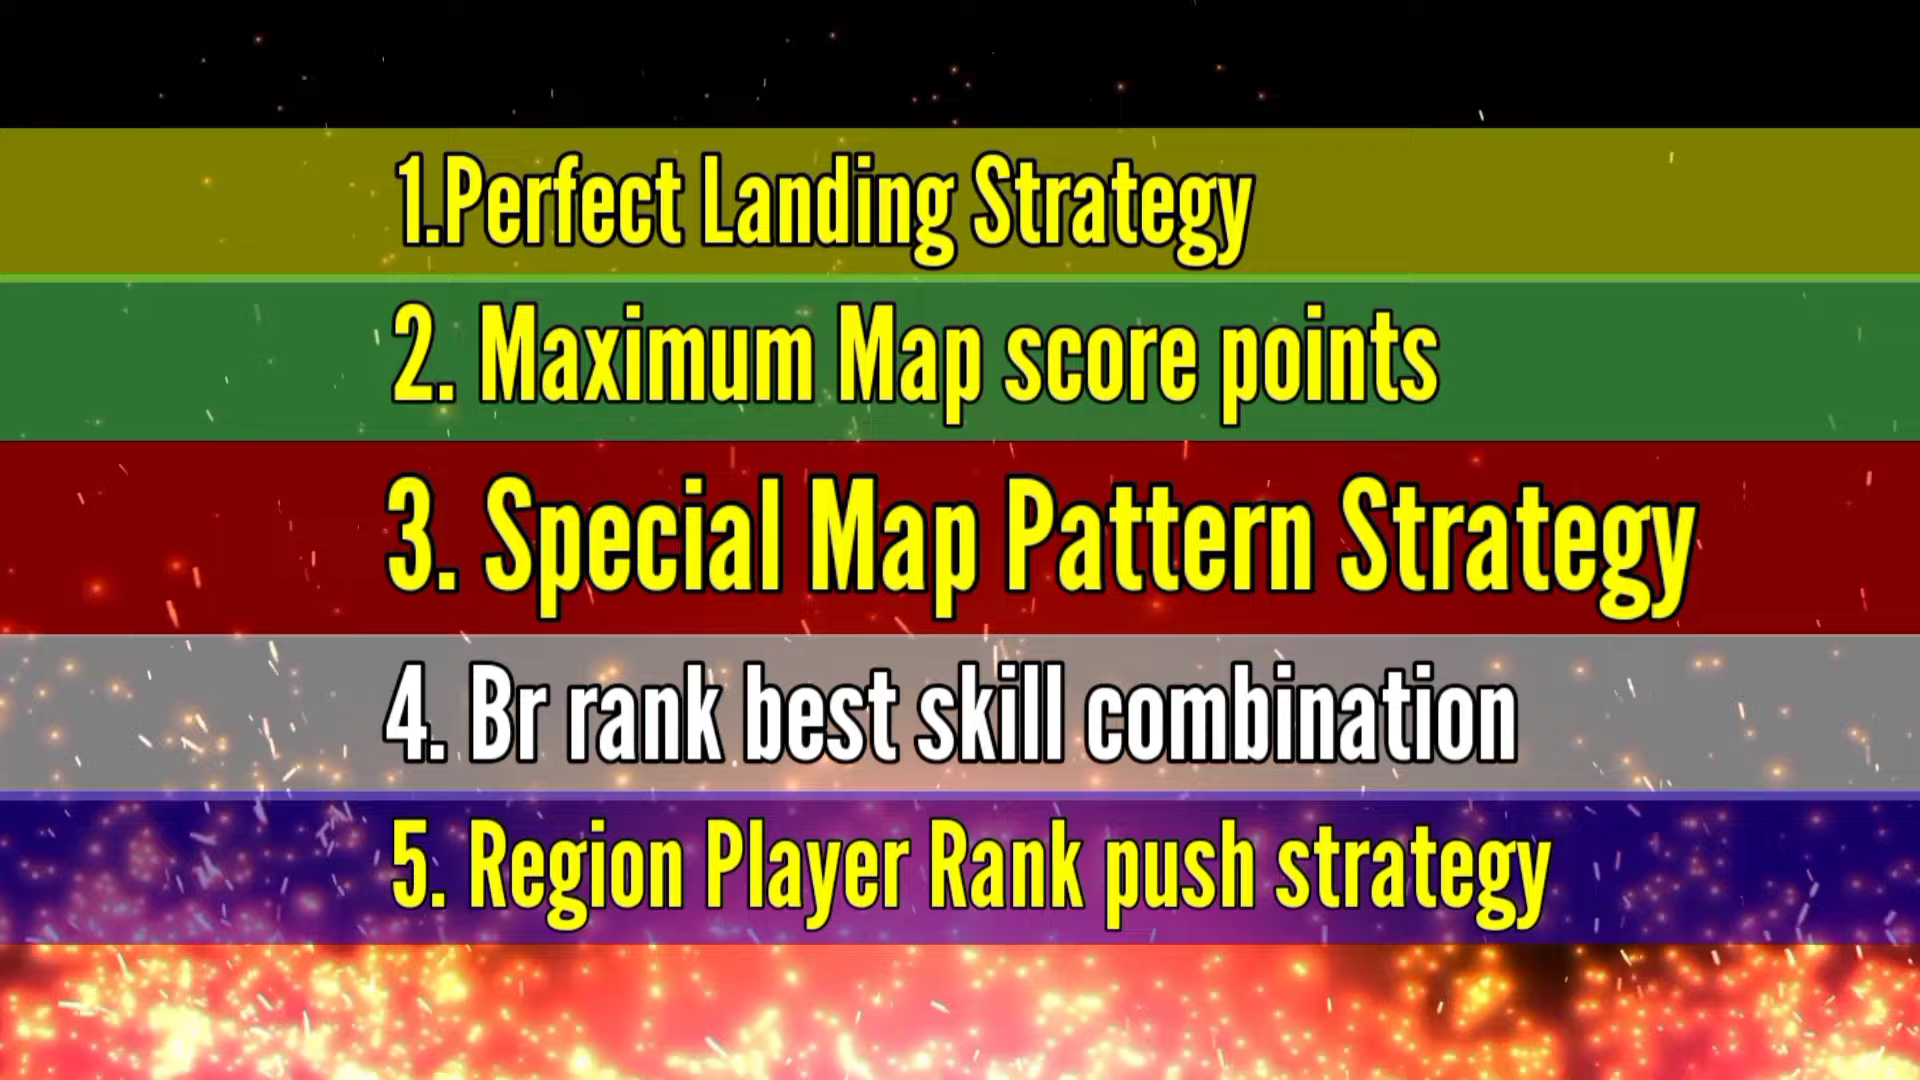 1.Perfect Landing Strategy
2. Maximum Map score points
3. Special Map Pattern Strategy
4. Br rank best skill combination
5. Region Player Rank push strategy